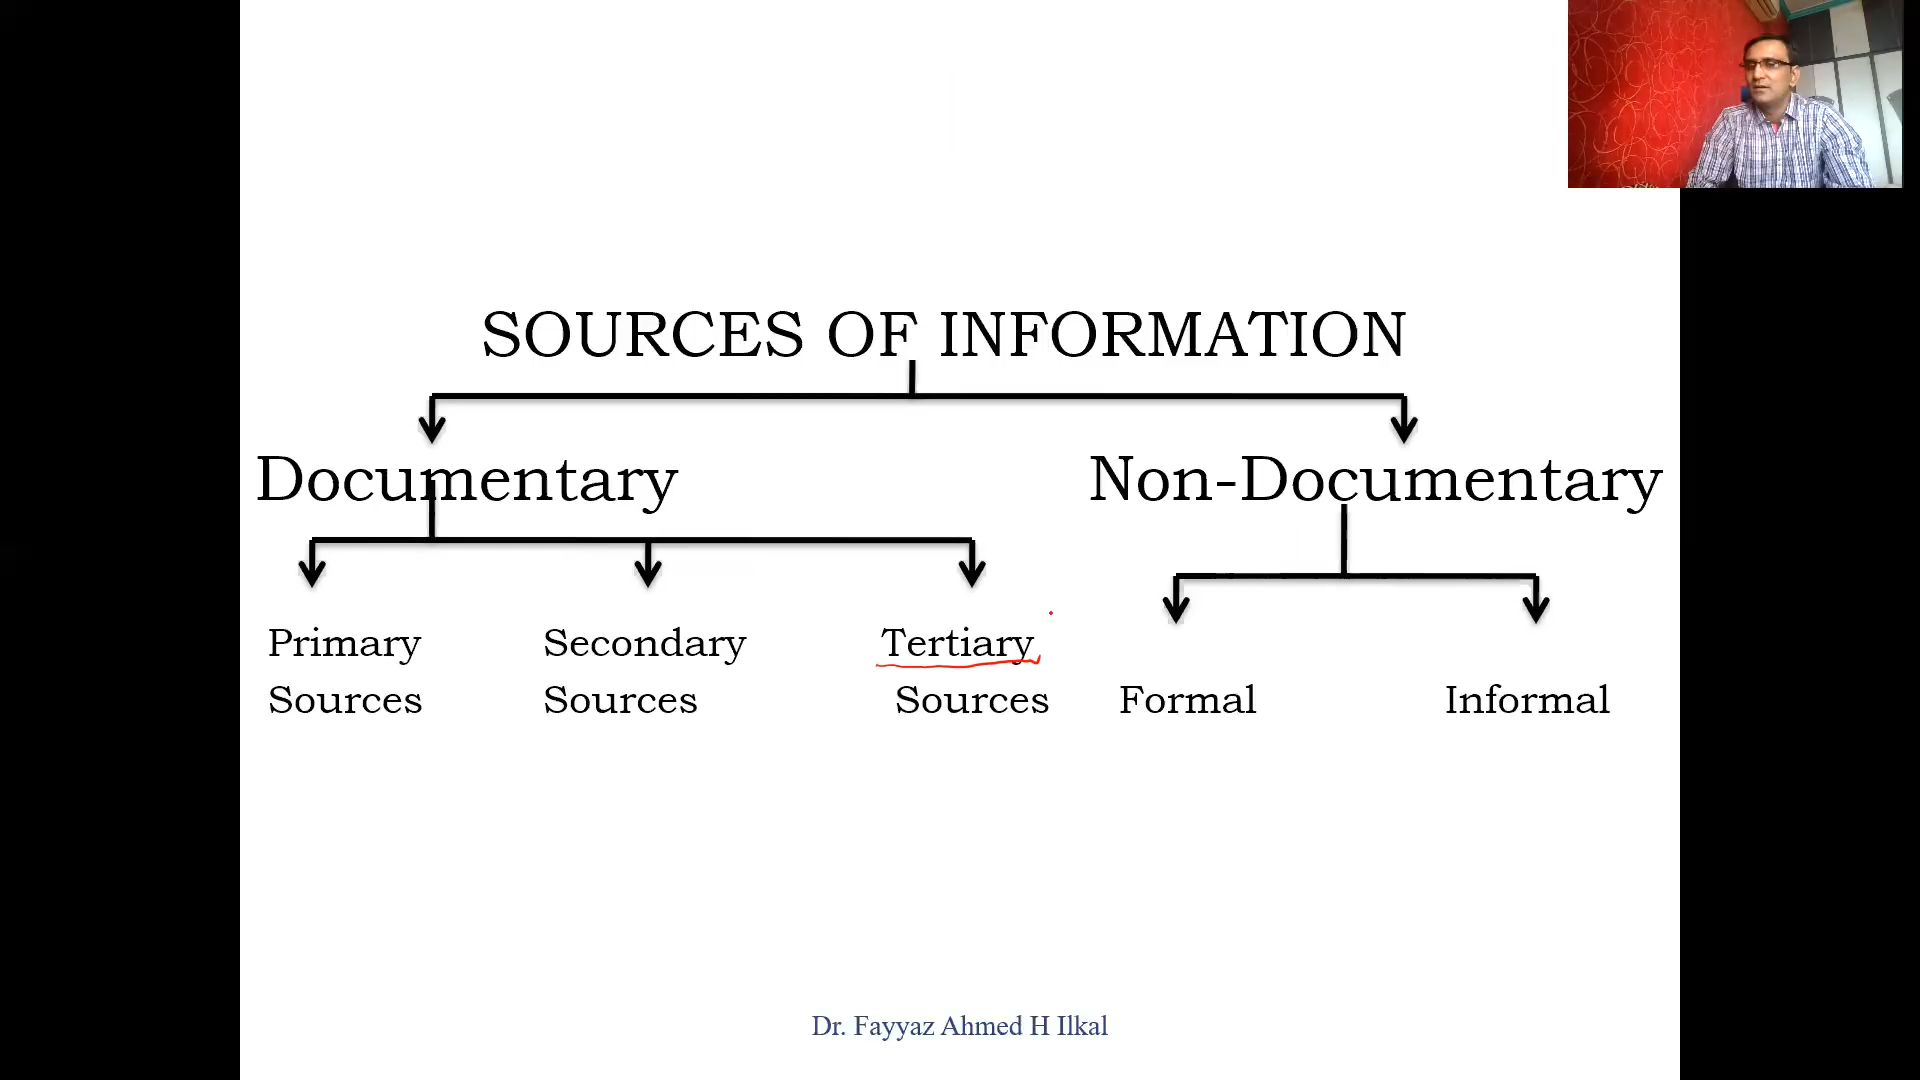 SOURCES OF INFORMATION
Documentary
Non-Documentary
Primary
Sources
Secondary
Sources
Tertiary
Sources
Formal
Informal
Dr. Fayyaz Ahmed H Ilkal